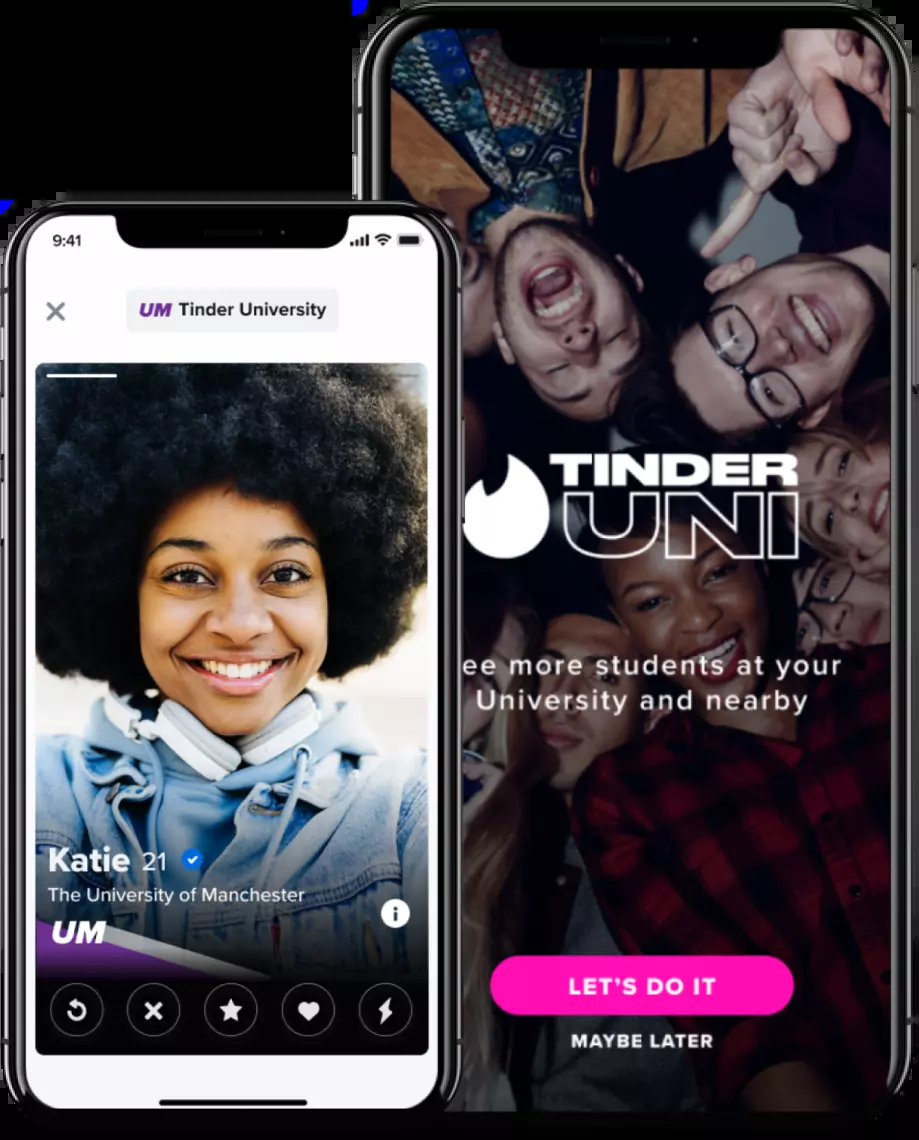 9:41
UM Tinder University
Katie 21
The University of Manchester
UM
TINDER
UNI
ee more students at your
University and nearby
LET'S DO IT
MAYBE LATER